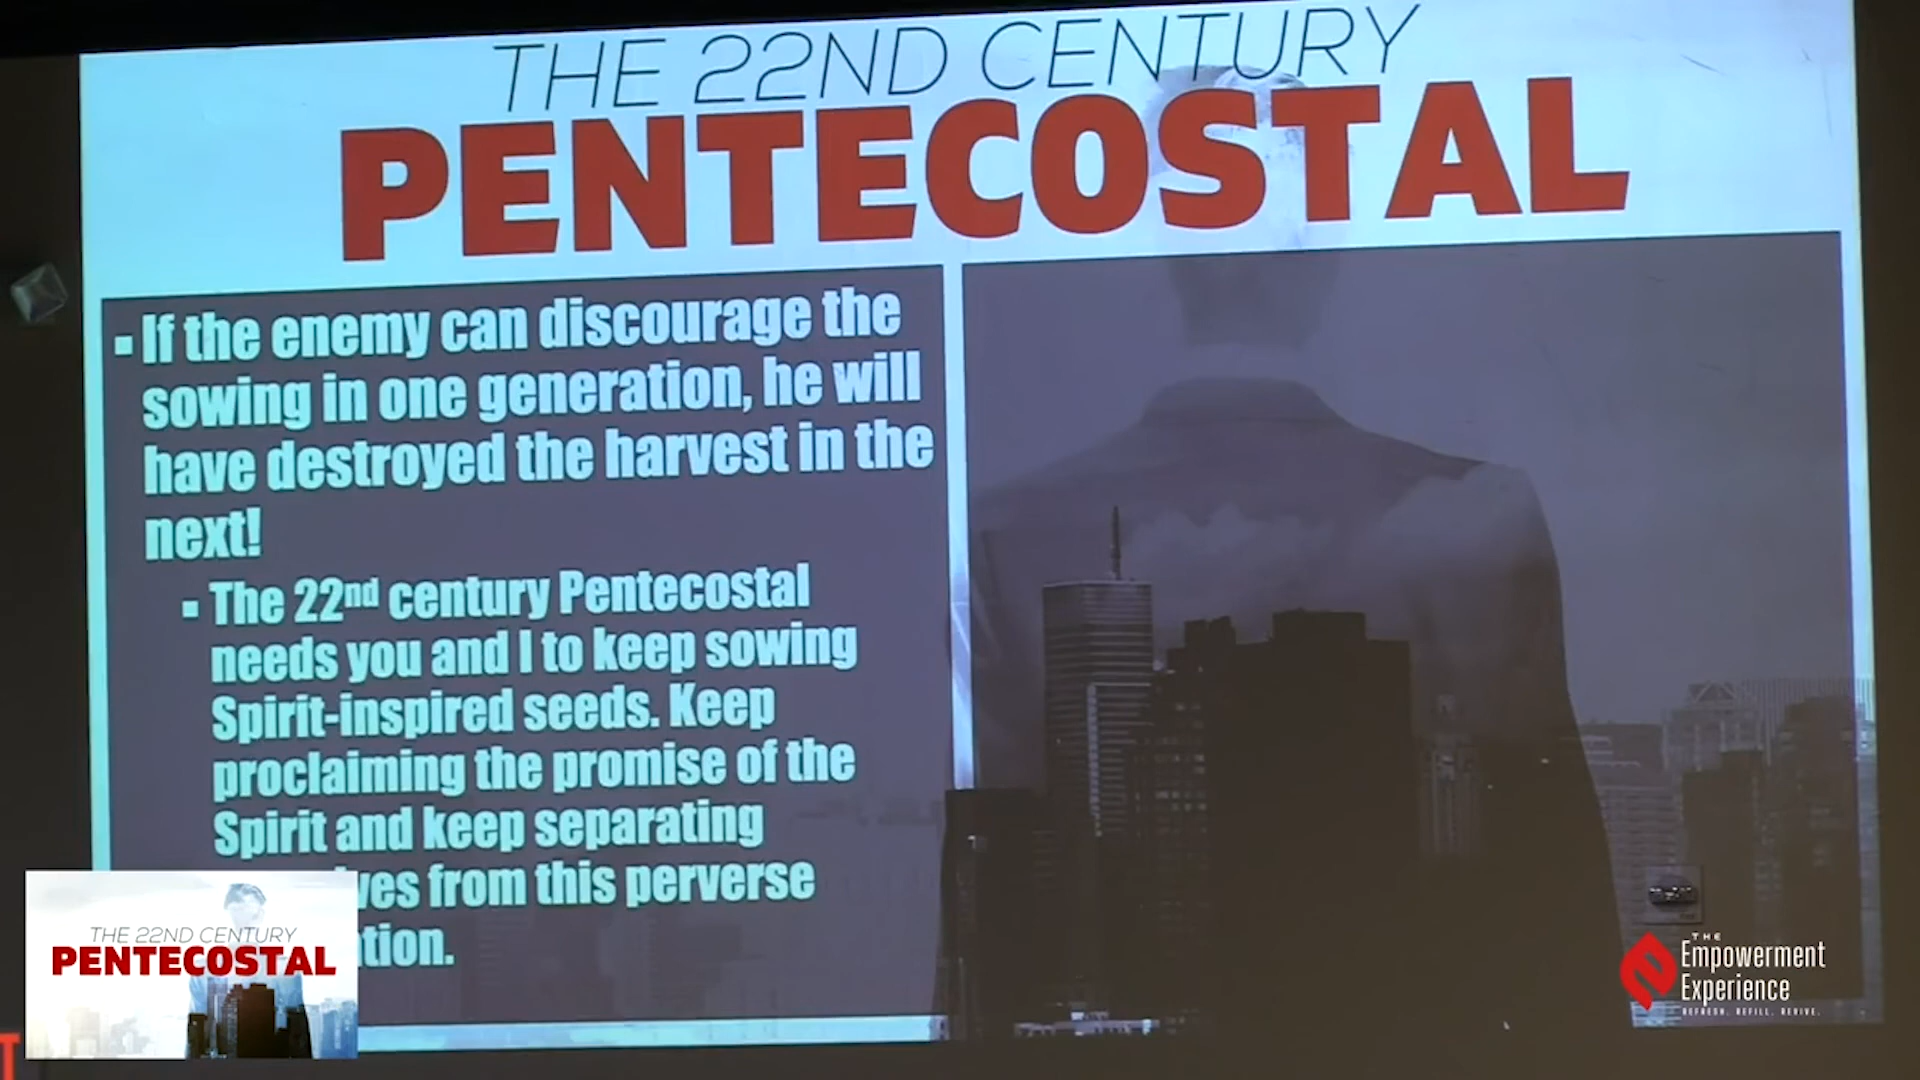 THE 22ND CENTURY
PENTECOSTAL
▪ If the enemy can discourage the
sowing in one generation, he will
have destroyed the harvest in the
next!
▪ The 22nd century Pentecostal
needs you and I to keep sowing
Spirit-inspired seeds. Keep
proclaiming the promise of the
Spirit and keep separating
from this perverse
THE 22ND CENTURY
PENTECOSTAL
THE
Empowerment
Experience
REFRESH. REFILL. REVIVE.